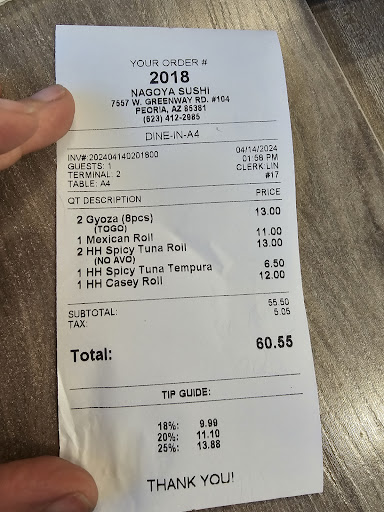 YOUR ORDER #
2018
NAGOYA SUSHI
7557 W. GREENWAY RD. #104
PEORIA, AZ 85381
(623) 412-2985
DINE-IN-A4
INV#:202404140201800 04/14/2024
GUESTS: 1 01:56 PM
TERMINAL: 2 CLERK:LIN
TABLE: A4 #17
QT DESCRIPTION PRICE
2 Gyoza (8pcs) 13.00
(TOGO)
1 Mexican Roll 11.00
2 HH Spicy Tuna Roll 13.00
(NO AVO)
1 HH Spicy Tuna Tempura 6.50
1 HH Casey Roll 12.00
SUBTOTAL: 55.50
TAX: 5.05
Total: 60.55
TIP GUIDE:
18%: 9.99
20%: 11.10
25%: 13.88
THANK YOU!